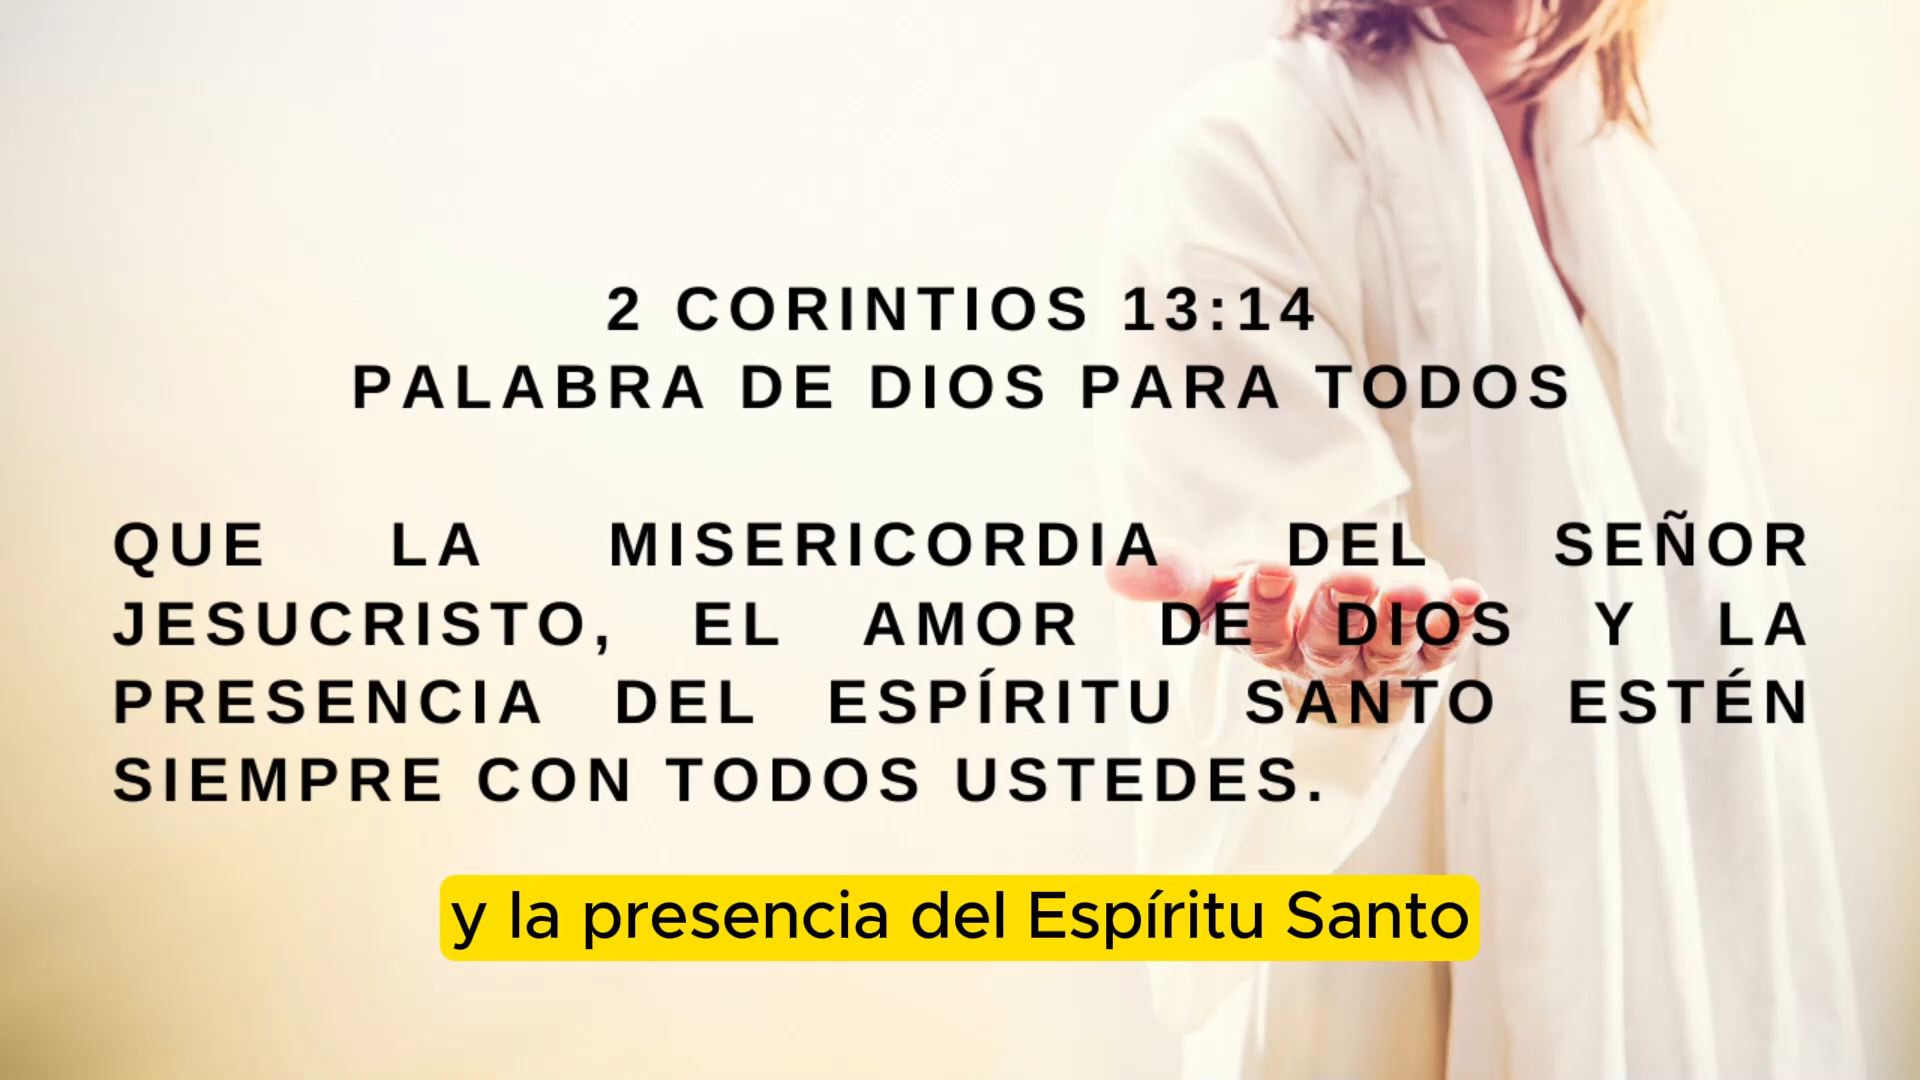 2 CORINTIOS 13:14
PALABRA DE DIOS PARA TODOS
QUE LA MISERICORDIA DEL SEÑOR
JESUCRISTO, EL AMOR DE DIOS Y LA
PRESENCIA DEL ESPÍRITU SANTO ESTÉN
SIEMPRE CON TODOS USTEDES.
y la presencia del Espíritu Santo